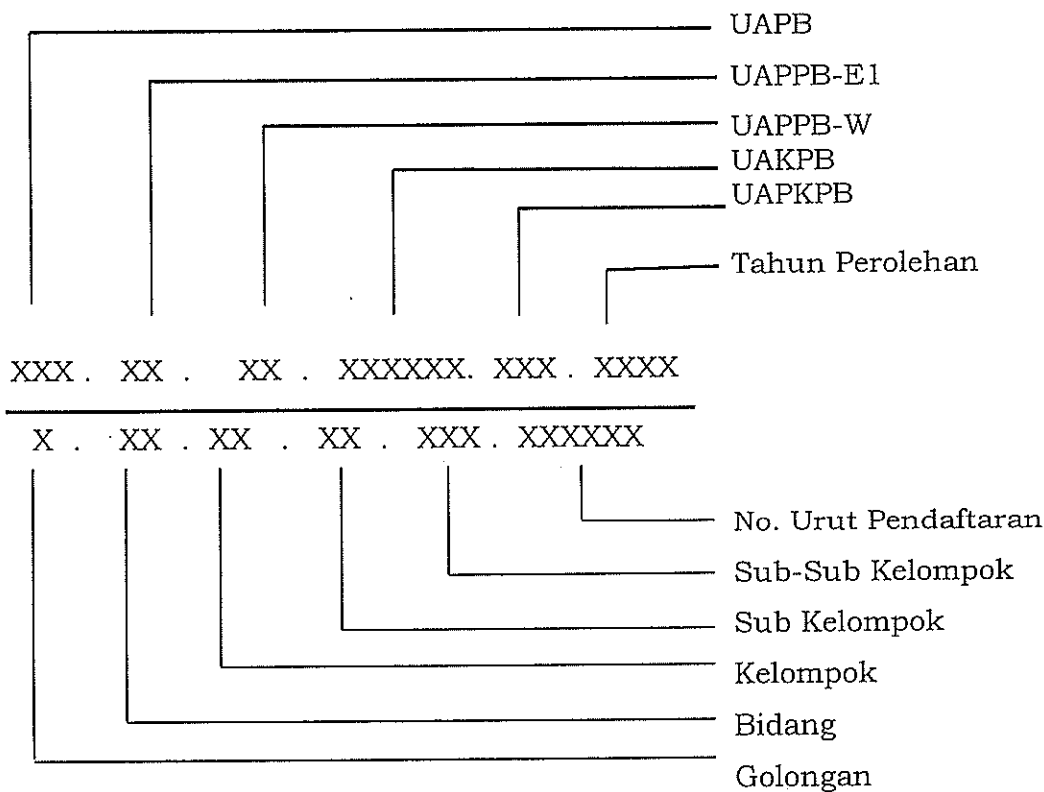 UAPB
UAPPB-E1
UAPPB-W
UAKPB
UAPKPB
Tahun Perolehan
XXX . XX . XX . XXXXXX. XXX . XXXX
X . XX . XX . XX . XXX . XXXXXX
No. Urut Pendaftaran
Sub-Sub Kelompok
Sub Kelompok
Kelompok
Bidang
Golongan